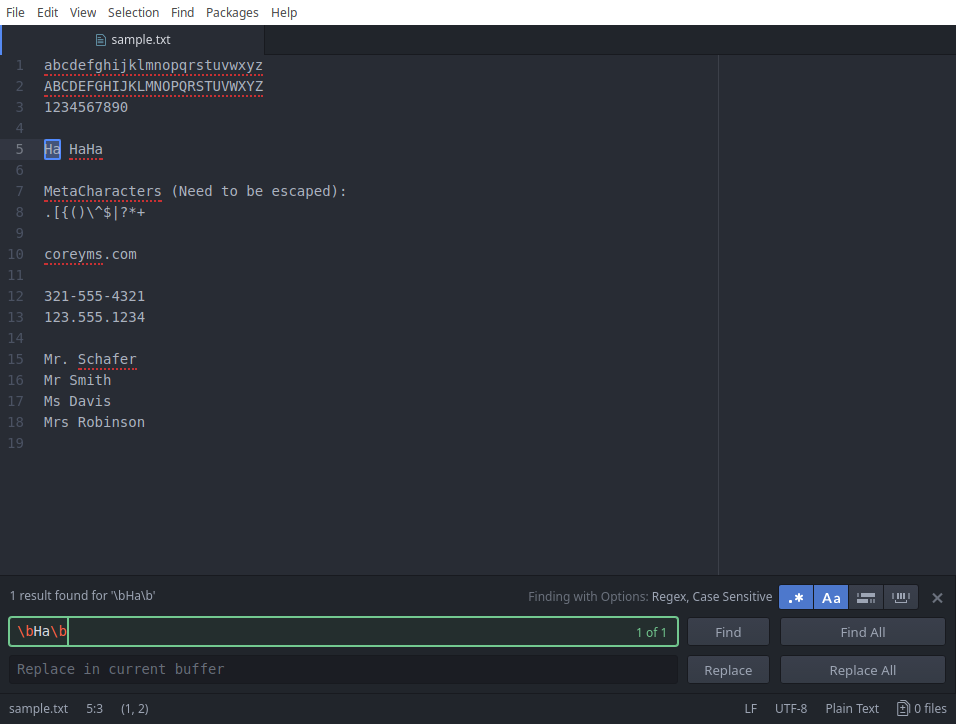 File Edit View Selection Find Packages Help
sample.txt
1 abcdefghijklmnopqrstuvwxyz
2 ABCDEFGHIJKLMNOPQRSTUVWXYZ
3 1234567890
4
5 Ha HaHa
6
7 MetaCharacters (Need to be escaped):
8 .[{()\^$|?*+
9
10 coreyms.com
11
12 321-555-4321
13 123.555.1234
14
15 Mr. Schafer
16 Mr Smith
17 Ms Davis
18 Mrs Robinson
19
1 result found for '\bHa\b' Finding with Options: Regex, Case Sensitive .* Aa
\bHa\b 1 of 1 Find Find All
Replace in current buffer Replace Replace All
sample.txt 5:3 (1, 2) LF UTF-8 Plain Text 0 files